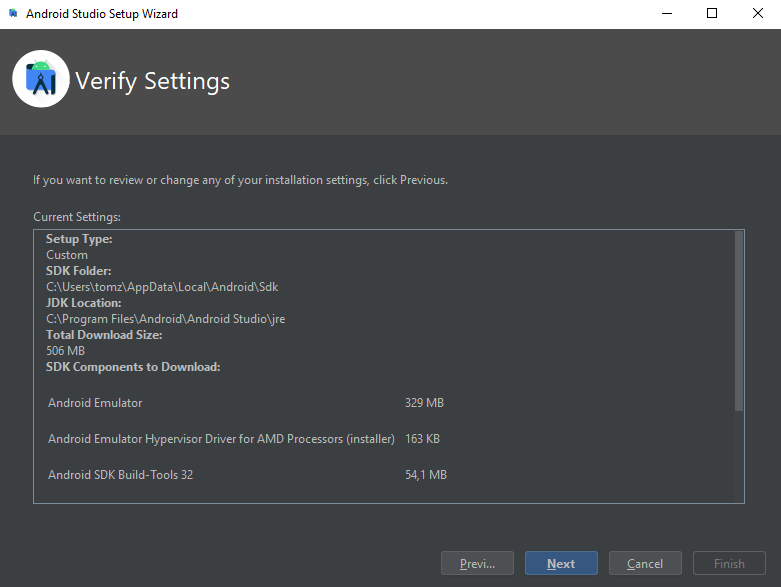 Android Studio Setup Wizard
Verify Settings
If you want to review or change any of your installation settings, click Previous.
Current Settings:
Setup Type:
Custom
SDK Folder:
C:\Users\tomz\AppData\Local\Android\Sdk
JDK Location:
C:\Program Files\Android\Android Studio\jre
Total Download Size:
506 MB
SDK Components to Download:
Android Emulator 329 MB
Android Emulator Hypervisor Driver for AMD Processors (installer) 163 KB
Android SDK Build-Tools 32 54,1 MB
Previ... Next Cancel Finish